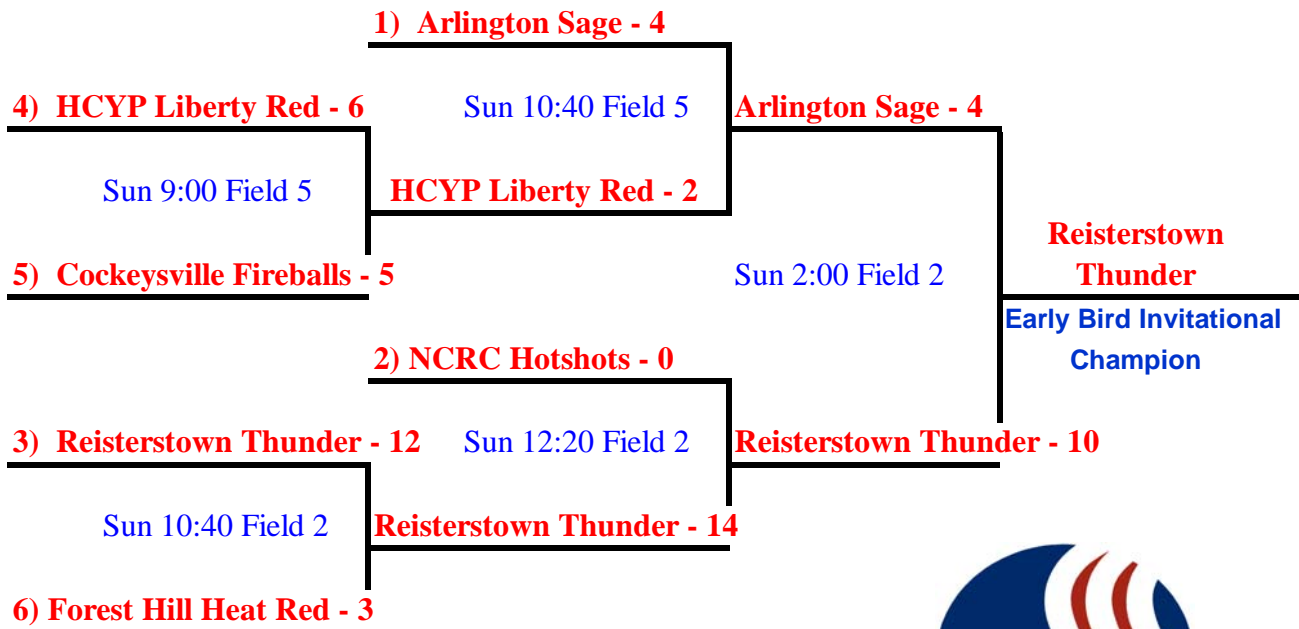 1) Arlington Sage - 4
4) HCYP Liberty Red - 6
Sun 10:40 Field 5
Arlington Sage - 4
Sun 9:00 Field 5
HCYP Liberty Red - 2
5) Cockeysville Fireballs - 5
Sun 2:00 Field 2
Reisterstown
Thunder
Early Bird Invitational
Champion
2) NCRC Hotshots - 0
3) Reisterstown Thunder - 12
Sun 12:20 Field 2
Reisterstown Thunder - 10
Sun 10:40 Field 2
Reisterstown Thunder - 14
6) Forest Hill Heat Red - 3